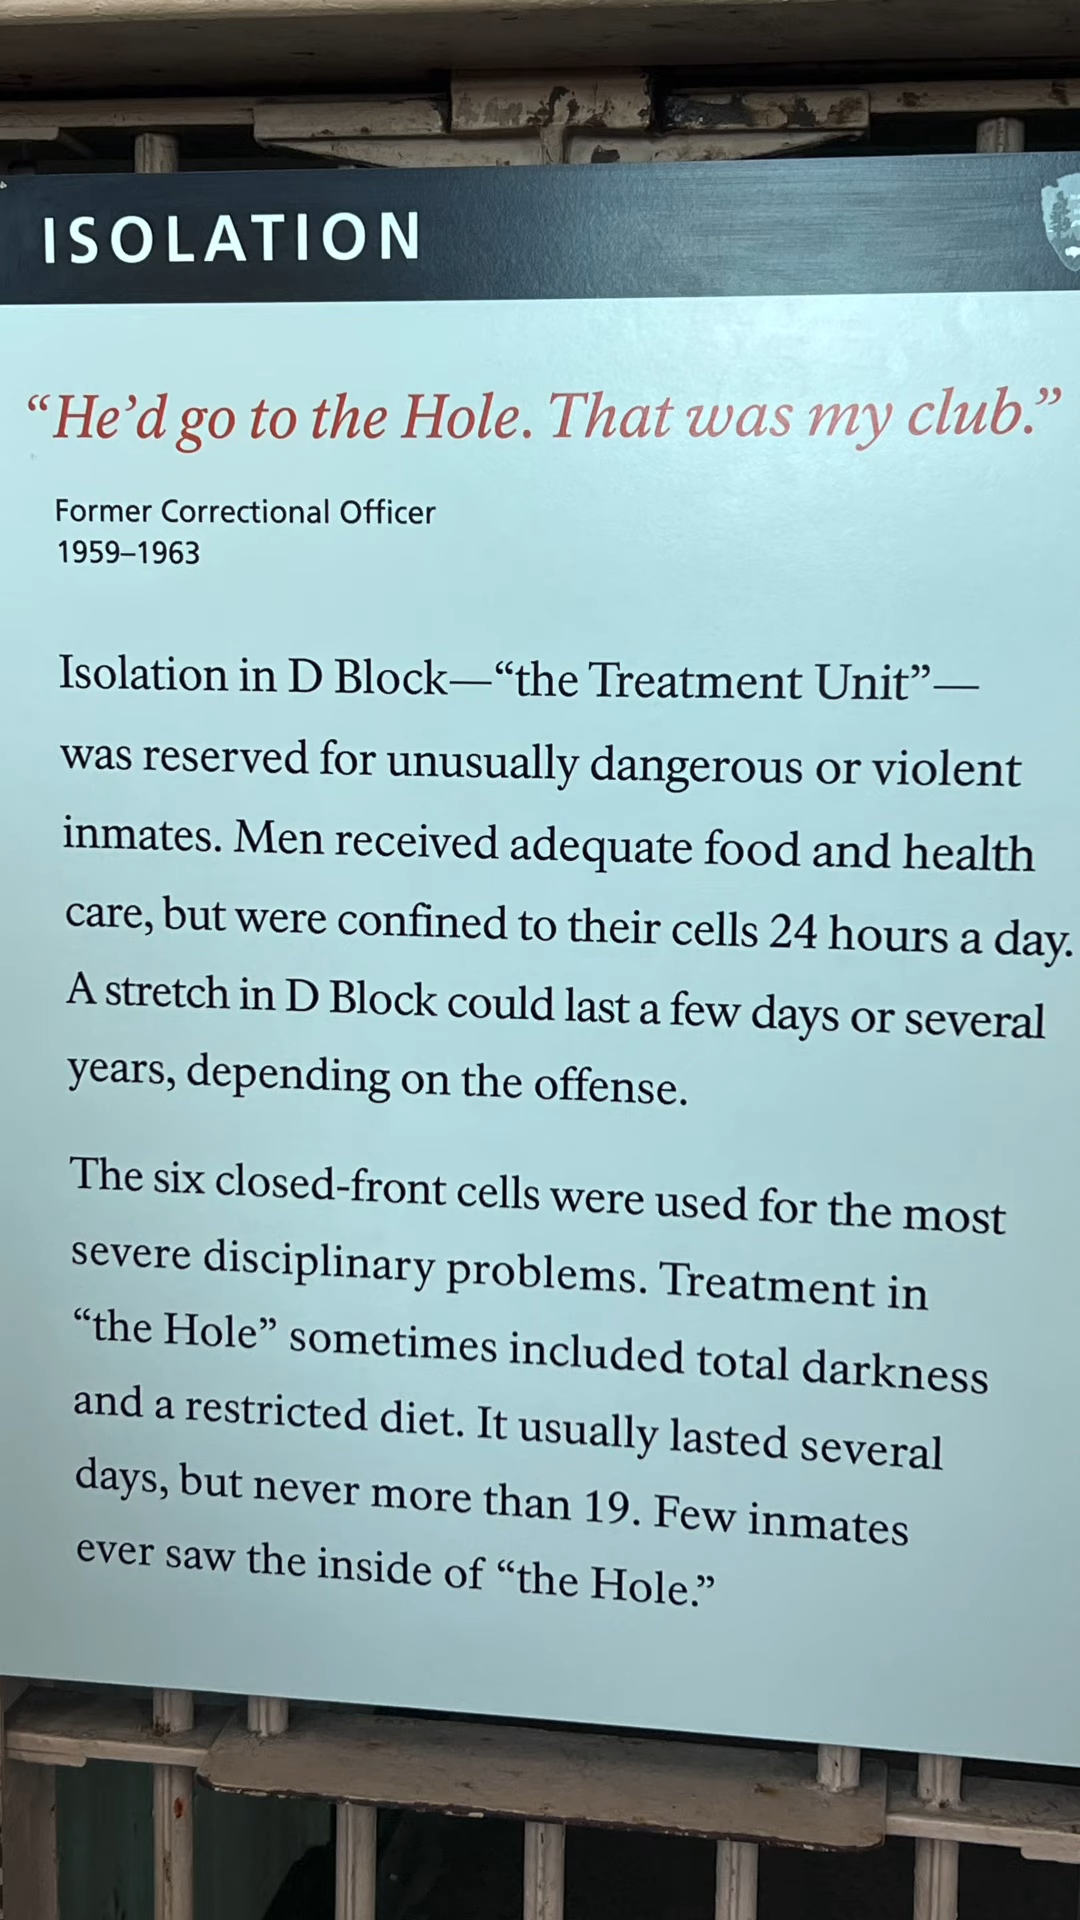 ISOLATION
“He’d go to the Hole. That was my club.”
Former Correctional Officer
1959–1963
Isolation in D Block—“the Treatment Unit”—
was reserved for unusually dangerous or violent
inmates. Men received adequate food and health
care, but were confined to their cells 24 hours a day.
A stretch in D Block could last a few days or several
years, depending on the offense.
The six closed-front cells were used for the most
severe disciplinary problems. Treatment in
“the Hole” sometimes included total darkness
and a restricted diet. It usually lasted several
days, but never more than 19. Few inmates
ever saw the inside of “the Hole.”